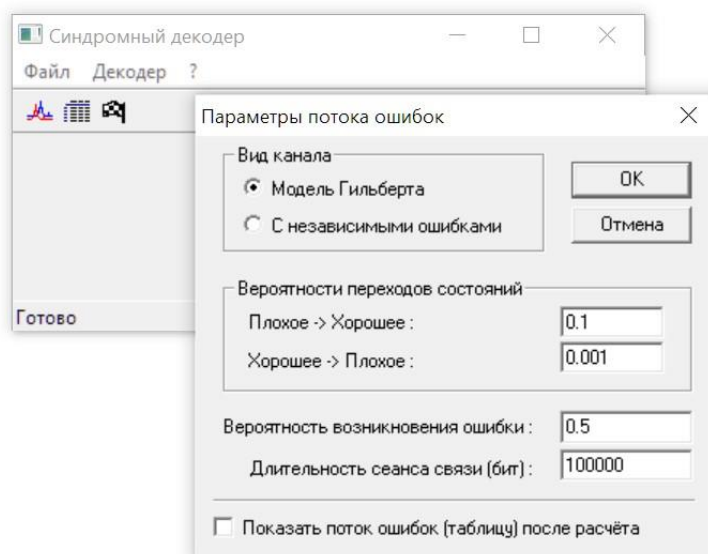 Синдромный декодер
Файл Декодер ?
Готово
Параметры потока ошибок
Вид канала
Модель Гильберта
С независимыми ошибками
OK
Отмена
Вероятности переходов состояний
Плохое -> Хорошее : 0.1
Хорошее -> Плохое : 0.001
Вероятность возникновения ошибки : 0.5
Длительность сеанса связи (бит) : 100000
Показать поток ошибок (таблицу) после расчёта